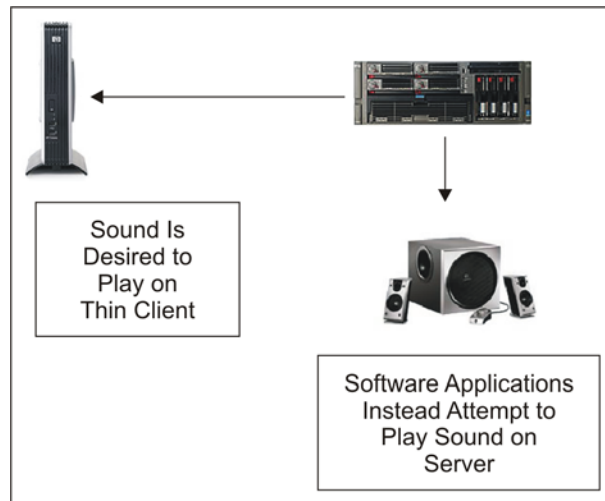 Sound Is
Desired to
Play on
Thin Client
Software Applications
Instead Attempt to
Play Sound on
Server